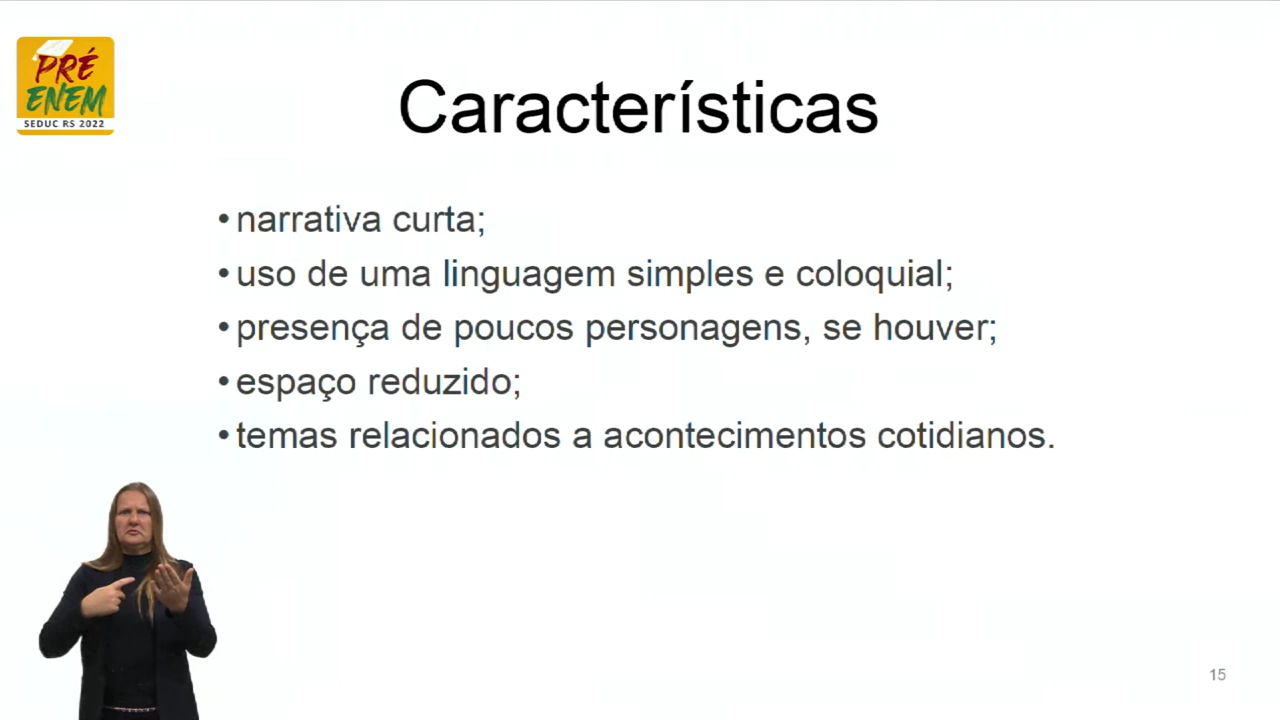 PRÉ
ENEM
SEDUC RS 2022
Características
• narrativa curta;
• uso de uma linguagem simples e coloquial;
• presença de poucos personagens, se houver;
• espaço reduzido;
• temas relacionados a acontecimentos cotidianos.
15